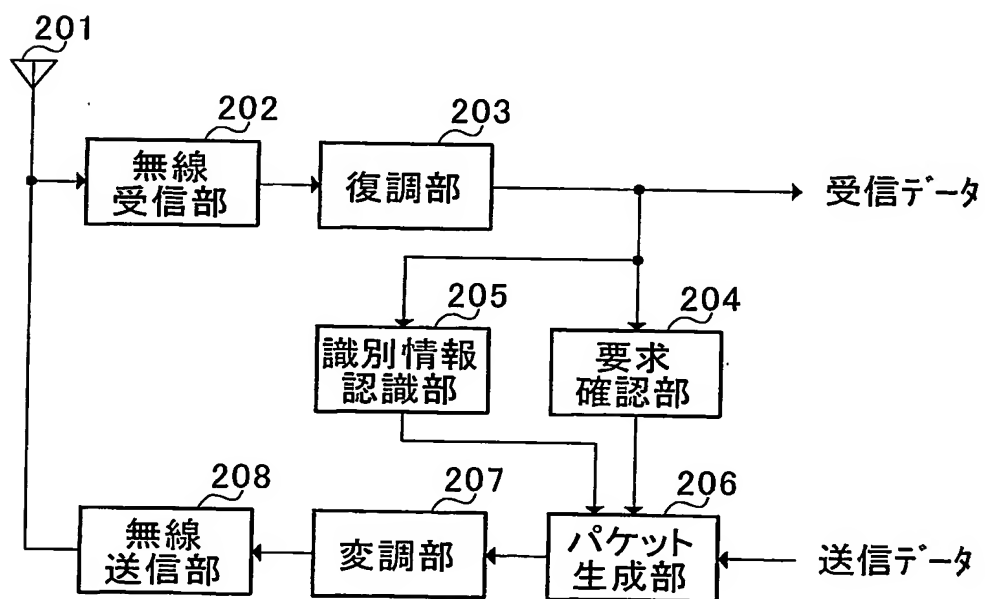 201
202
203
無線
受信部
復調部
受信データ
205
204
識別情報
認識部
要求
確認部
208
207
206
無線
送信部
変調部
パケット
生成部
送信データ